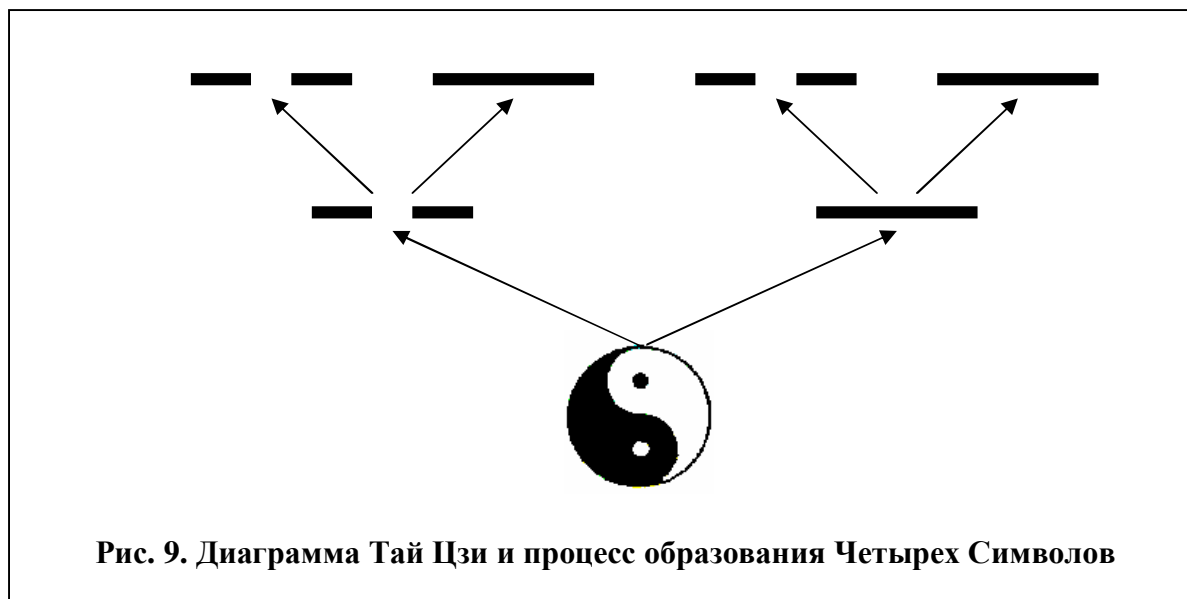 Рис. 9. Диаграмма Тай Цзи и процесс образования Четырех Символов